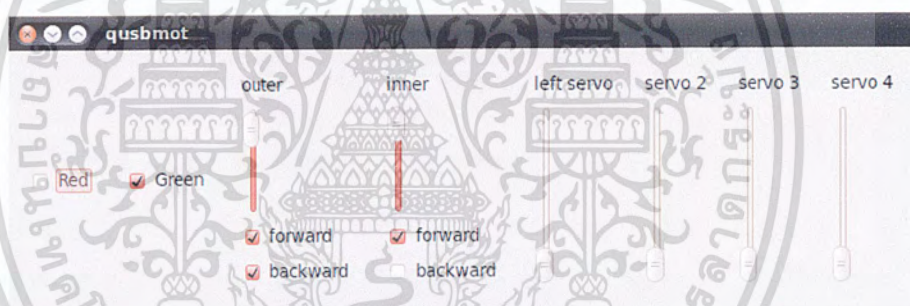 qusbmot
outer inner left servo servo 2 servo 3 servo 4
Red Green
forward forward
backward backward